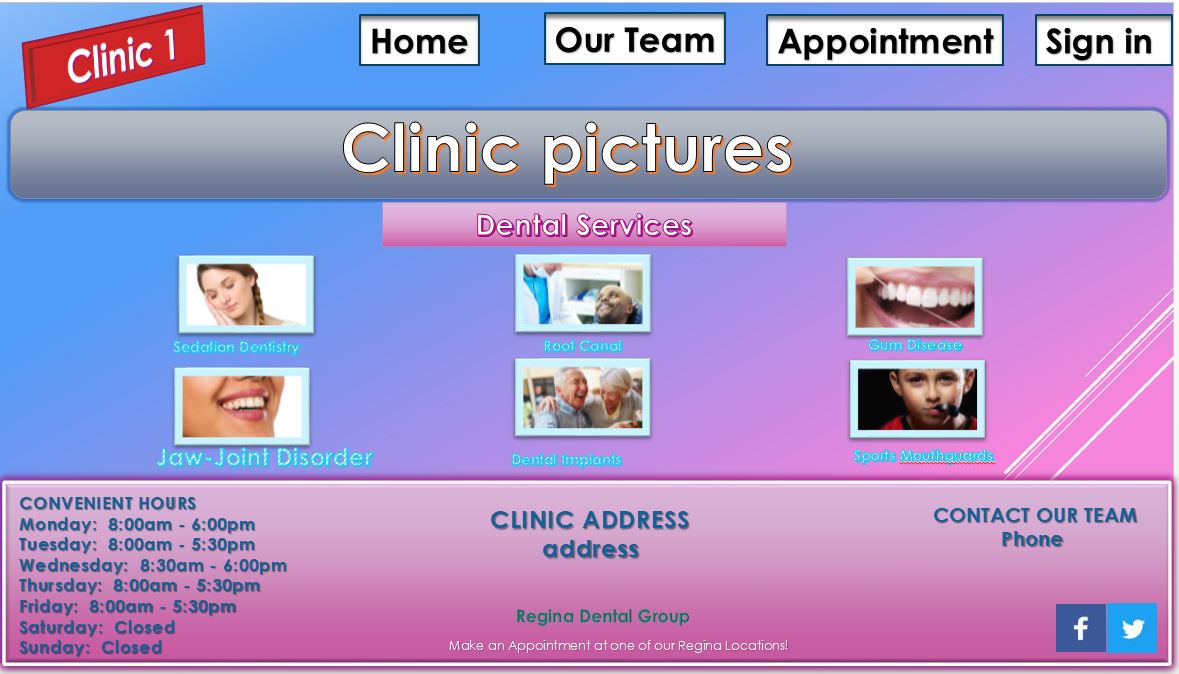 Clinic 1
Home
Our Team
Appointment
Sign in
Clinic pictures
Dental Services
Sedation Dentistry
Root Canal
Gum Disease
Jaw-Joint Disorder
Dental Implants
Sports Mouthguards
CONVENIENT HOURS
Monday: 8:00am - 6:00pm
Tuesday: 8:00am - 5:30pm
Wednesday: 8:30am - 6:00pm
Thursday: 8:00am - 5:30pm
Friday: 8:00am - 5:30pm
Saturday: Closed
Sunday: Closed
CLINIC ADDRESS
address
Regina Dental Group
Make an Appointment at one of our Regina Locations!
CONTACT OUR TEAM
Phone